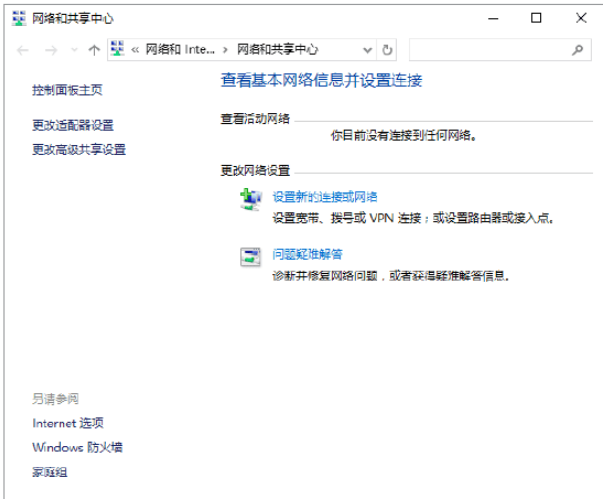 网络和共享中心
« 网络和 Inte... › 网络和共享中心
控制面板主页
更改适配器设置
更改高级共享设置
查看基本网络信息并设置连接
查看活动网络
你目前没有连接到任何网络。
更改网络设置
设置新的连接或网络
设置宽带、拨号或 VPN 连接；或设置路由器或接入点。
问题疑难解答
诊断并修复网络问题，或者获得疑难解答信息。
另请参阅
Internet 选项
Windows 防火墙
家庭组